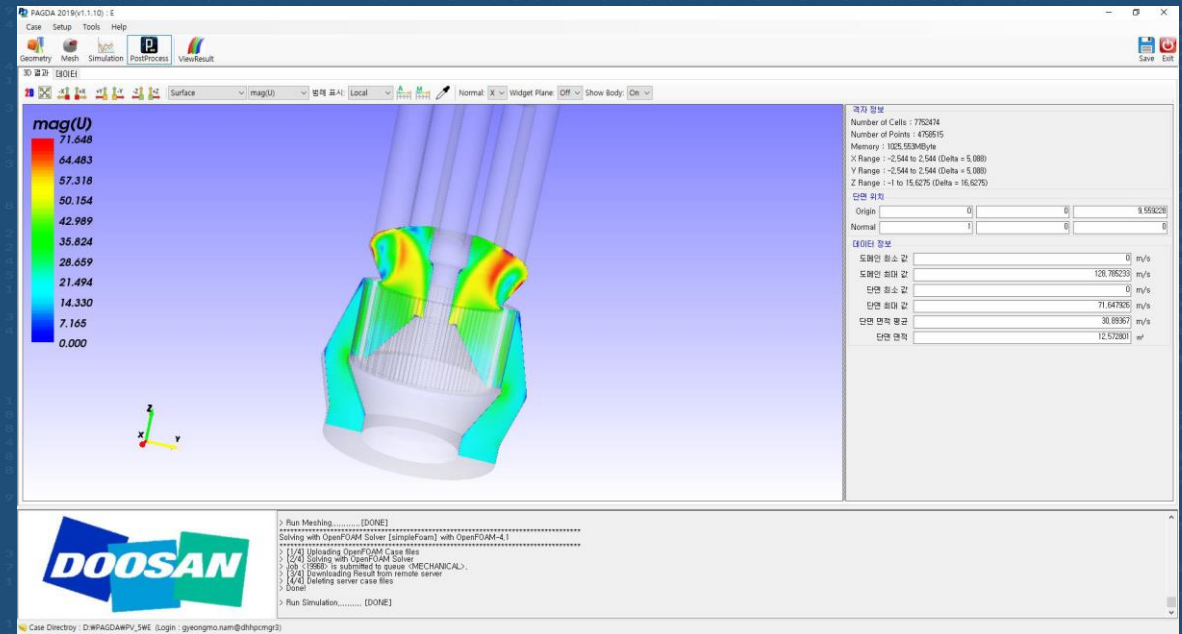 PAGDA 2019(v1.1.10) : E
Case Setup Tools Help
Geometry Mesh Simulation PostProcess ViewResult Save Exit
3D 결과 데이터
2D -X +X +Y -Y -Z +Z Surface mag(U) 범례 표시: Local A M Normal: X Widget Plane: Off Show Body: On
mag(U)
71.648
64.483
57.318
50.154
42.989
35.824
28.659
21.494
14.330
7.165
0.000
Z
X Y
격자 정보
Number of Cells : 7752474
Number of Points : 4758515
Memory : 1025,553MByte
X Range : -2,544 to 2,544 (Delta = 5,088)
Y Range : -2,544 to 2,544 (Delta = 5,088)
Z Range : -1 to 15,6275 (Delta = 16,6275)
단면 위치
Origin 0 0 9,559228
Normal 1 0 0
데이터 정보
도메인 최소 값 0 m/s
도메인 최대 값 128,785233 m/s
단면 최소 값 0 m/s
단면 최대 값 71,647926 m/s
단면 면적 평균 30,89367 m/s
단면 면적 12,572801 m²
DOOSAN
> Run Meshing........... [DONE]
Solving with OpenFOAM Solver [simpleFoam] with OpenFOAM-4.1
> [1/4] Uploading OpenFOAM Case files
> [2/4] Solving with OpenFOAM Solver
> Job <19968> is submitted to queue <MECHANICAL>.
> [3/4] Downloading Result from remote server
> [4/4] Deleting server case files
> Done!
> Run Simulation.......... [DONE]
Case Directroy : D:₩PAGDA₩PV_5₩E (Login : gyeongmo.nam@dhhpcmgr3)